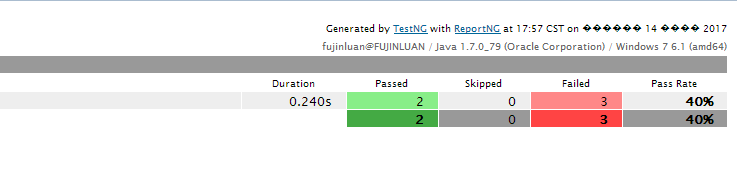 Generated by TestNG with ReportNG at 17:57 CST on ������ 14 ���� 2017
fujinluan@FUJINLUAN / Java 1.7.0_79 (Oracle Corporation) / Windows 7 6.1 (amd64)
Duration Passed Skipped Failed Pass Rate
0.240s 2 0 3 40%
2 0 3 40%